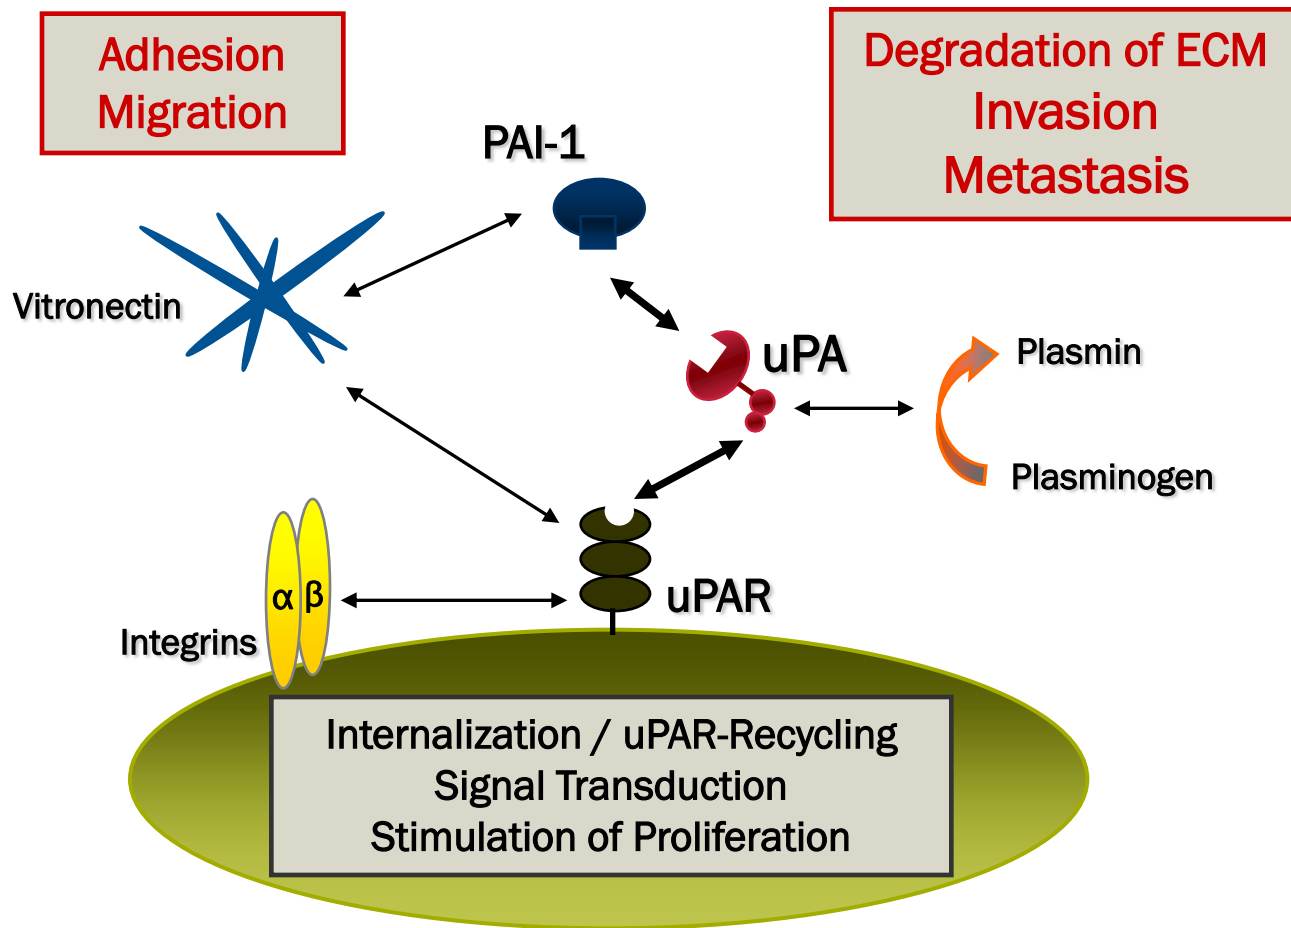 Adhesion
Migration
Degradation of ECM
Invasion
Metastasis
PAI-1
Vitronectin
uPA
Plasmin
Plasminogen
α β
uPAR
Integrins
Internalization / uPAR-Recycling
Signal Transduction
Stimulation of Proliferation